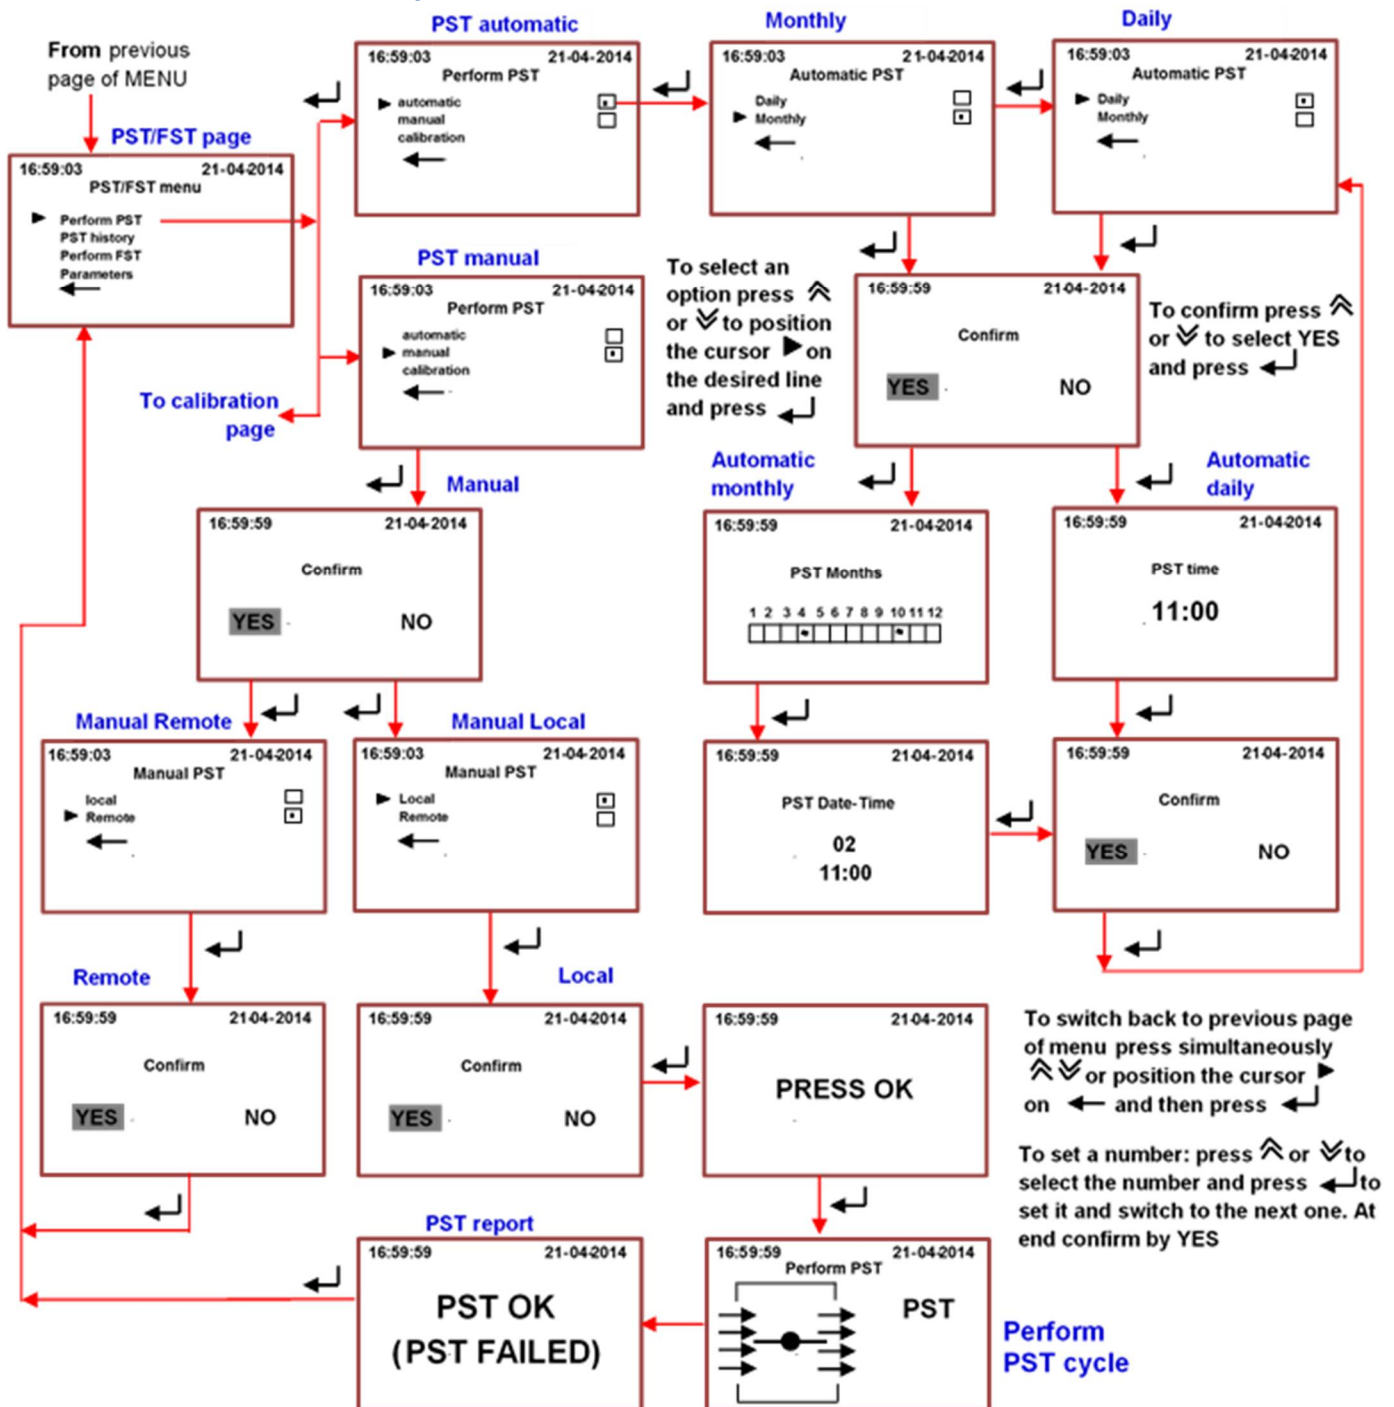 From previous
page of MENU
PST/FST page
16:59:03 21-04-2014
PST/FST menu
Perform PST
PST history
Perform FST
Parameters
PST automatic
16:59:03 21-04-2014
Perform PST
automatic
manual
calibration
Monthly
16:59:03 21-04-2014
Automatic PST
Daily
Monthly
Daily
16:59:03 21-04-2014
Automatic PST
Daily
Monthly
PST manual
16:59:03 21-04-2014
Perform PST
automatic
manual
calibration
To calibration
page
To select an
option press
or to position
the cursor on
the desired line
and press
16:59:59 21-04-2014
Confirm
YES NO
To confirm press
or to select YES
and press
Manual
16:59:59 21-04-2014
Confirm
YES NO
Automatic
monthly
16:59:59 21-04-2014
PST Months
1 2 3 4 5 6 7 8 9 10 11 12
Automatic
daily
16:59:59 21-04-2014
PST time
11:00
Manual Remote
16:59:03 21-04-2014
Manual PST
local
Remote
Manual Local
16:59:03 21-04-2014
Manual PST
Local
Remote
16:59:59 21-04-2014
PST Date-Time
02
11:00
16:59:59 21-04-2014
Confirm
YES NO
Remote
16:59:59 21-04-2014
Confirm
YES NO
Local
16:59:59 21-04-2014
Confirm
YES NO
16:59:59 21-04-2014
PRESS OK
To switch back to previous page
of menu press simultaneously
or position the cursor
on and then press
To set a number: press or to
select the number and press to
set it and switch to the next one. At
end confirm by YES
PST report
16:59:59 21-04-2014
PST OK
(PST FAILED)
16:59:59 21-04-2014
Perform PST
PST
Perform
PST cycle